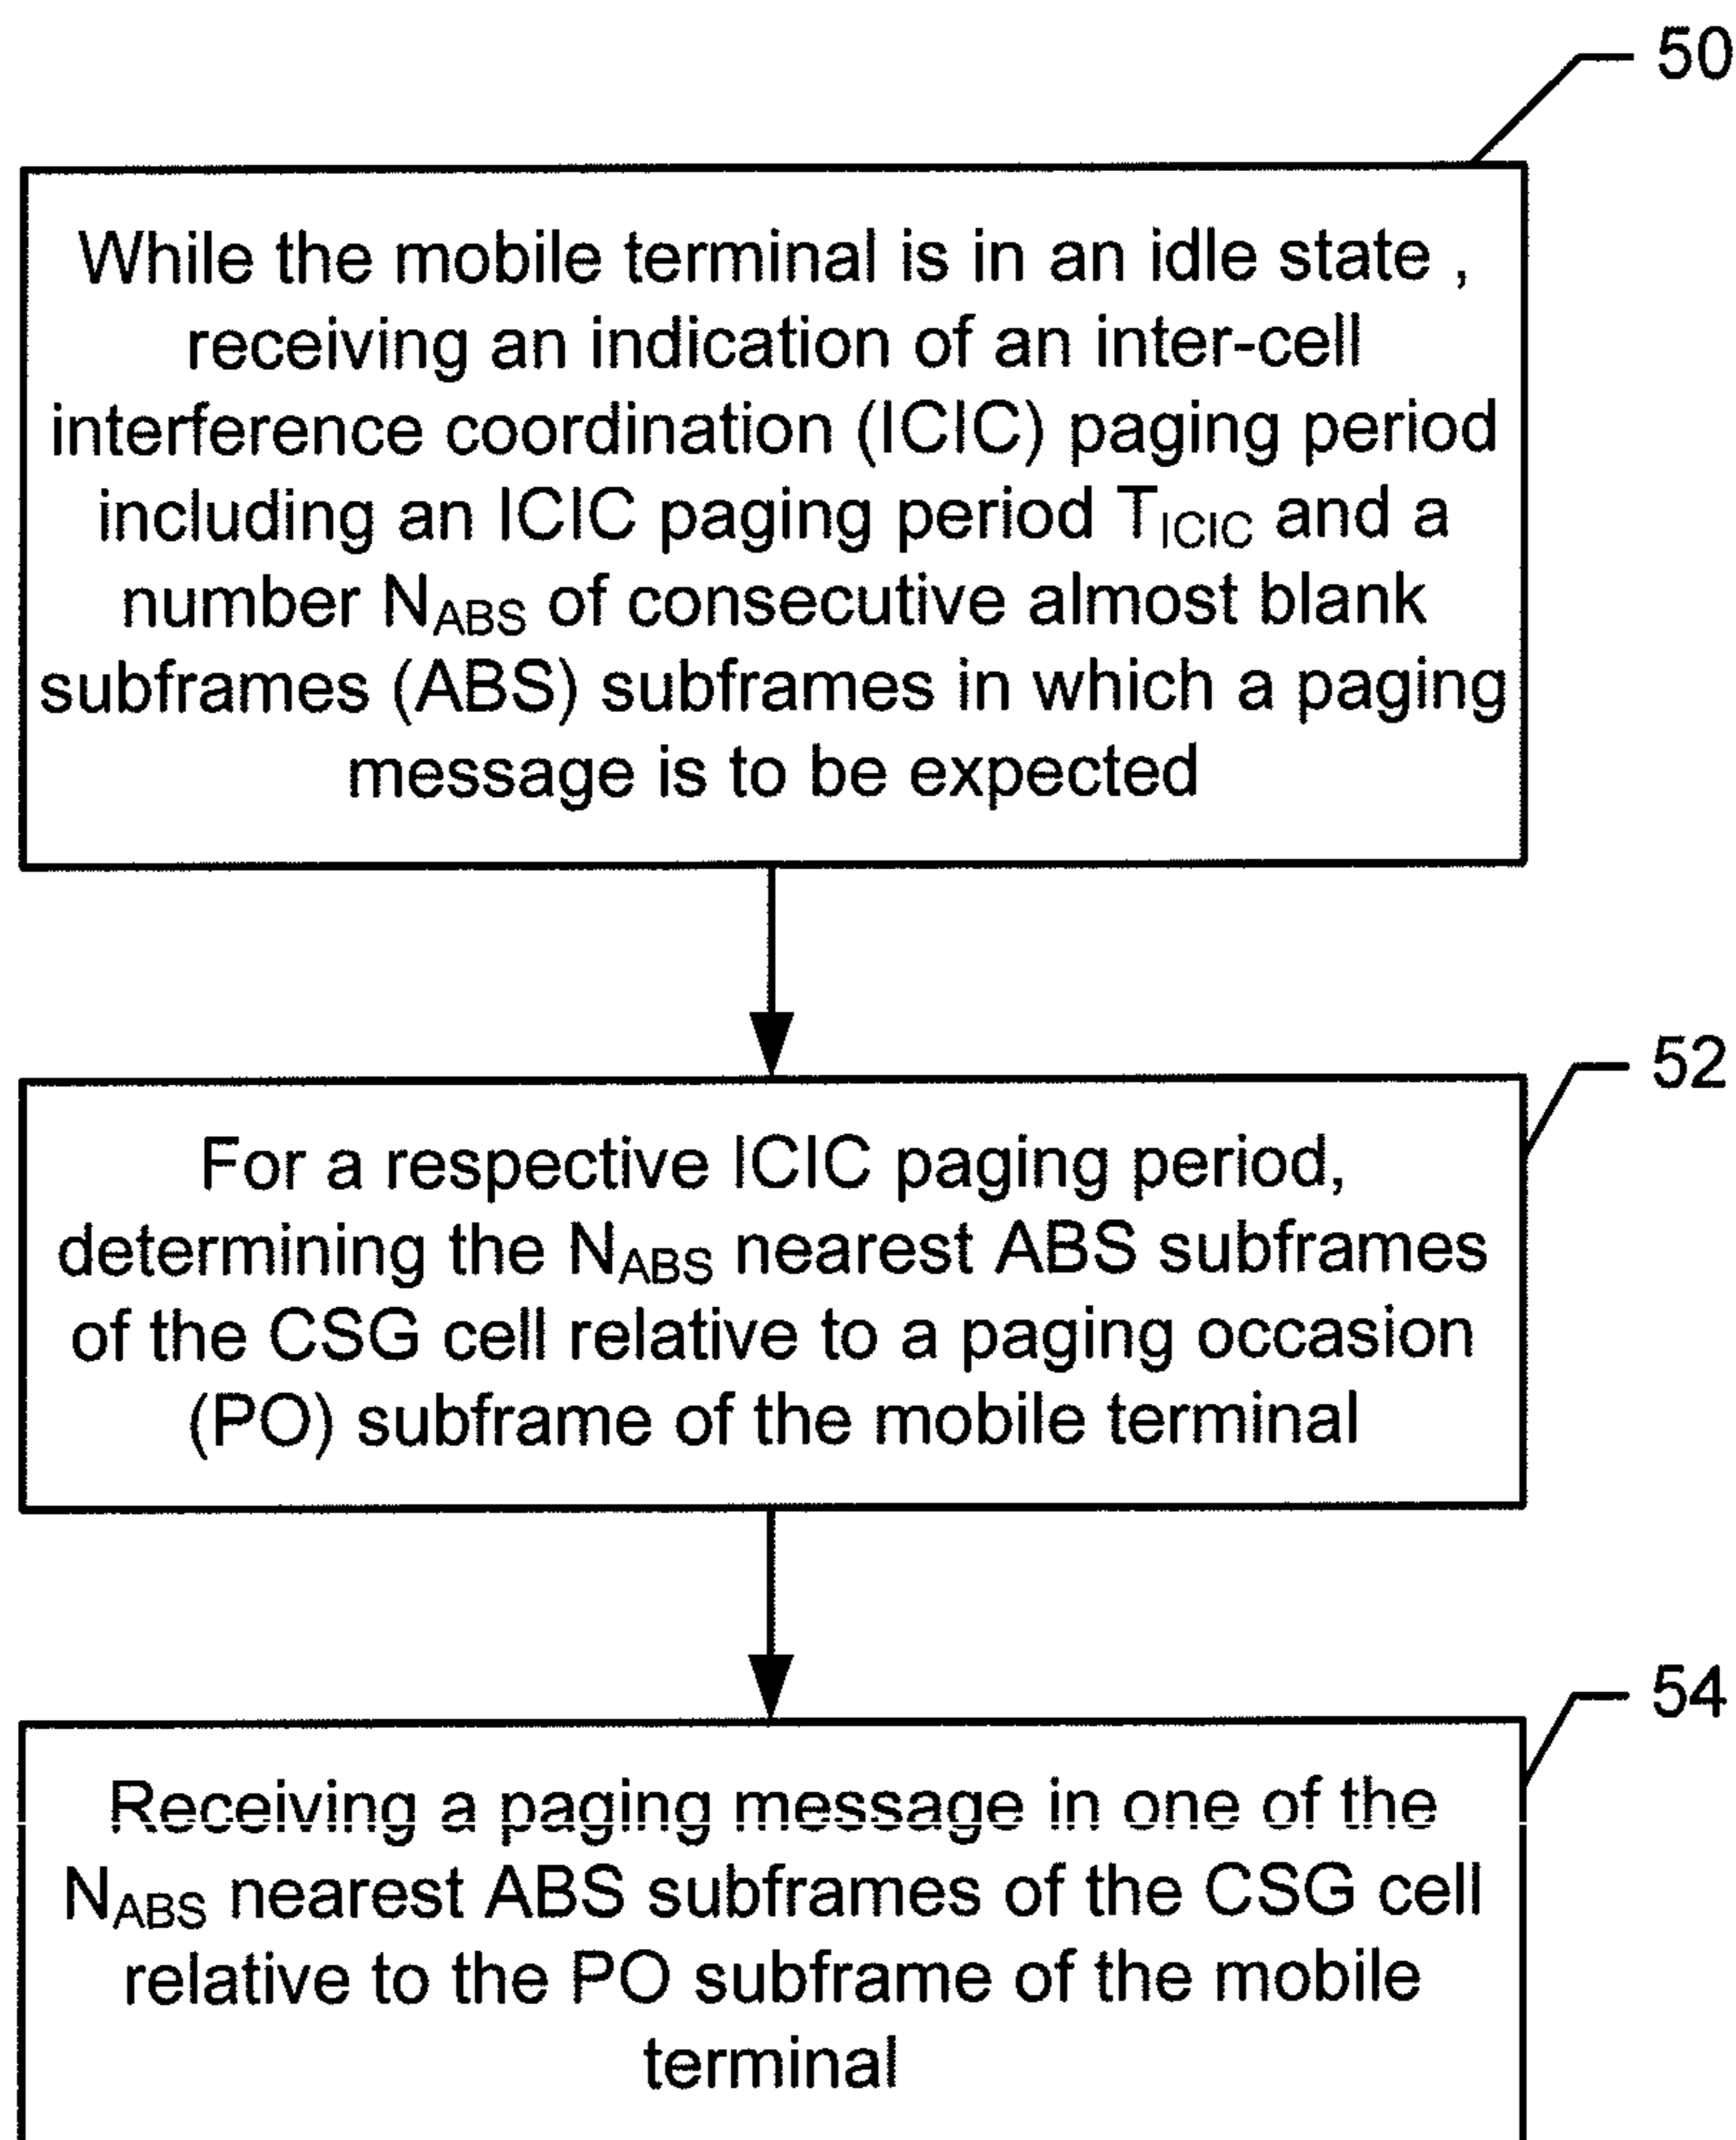 50
While the mobile terminal is in an idle state ,
receiving an indication of an inter-cell
interference coordination (ICIC) paging period
including an ICIC paging period TICIC and a
number NABS of consecutive almost blank
subframes (ABS) subframes in which a paging
message is to be expected
52
For a respective ICIC paging period,
determining the NABS nearest ABS subframes
of the CSG cell relative to a paging occasion
(PO) subframe of the mobile terminal
54
Receiving a paging message in one of the
NABS nearest ABS subframes of the CSG cell
relative to the PO subframe of the mobile
terminal